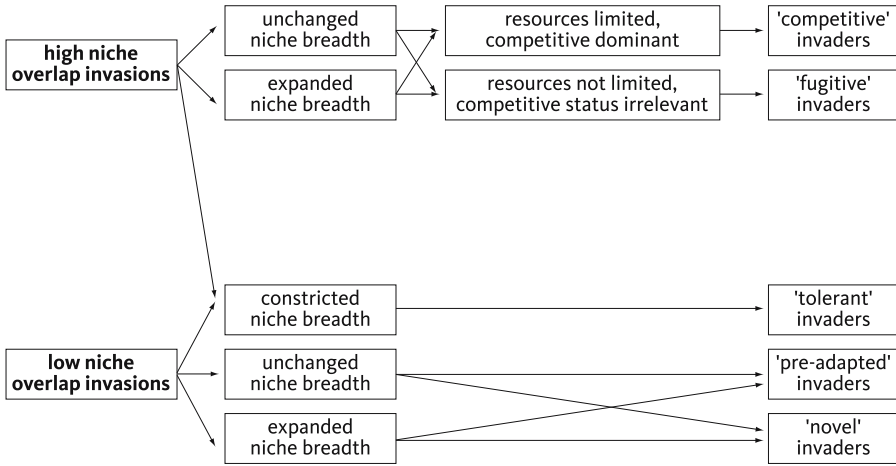 high niche
overlap invasions
unchanged
niche breadth
expanded
niche breadth
resources limited,
competitive dominant
resources not limited,
competitive status irrelevant
'competitive'
invaders
'fugitive'
invaders
low niche
overlap invasions
constricted
niche breadth
unchanged
niche breadth
expanded
niche breadth
'tolerant'
invaders
'pre-adapted'
invaders
'novel'
invaders